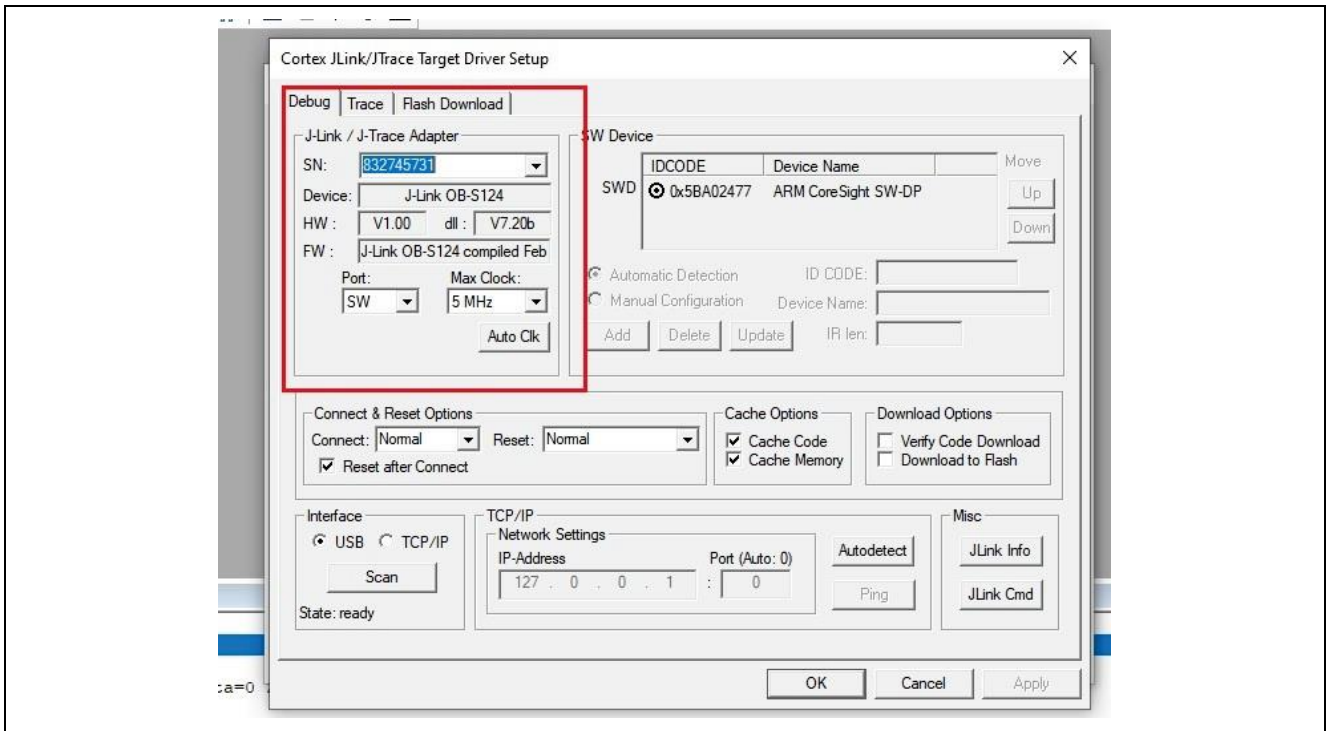 Cortex JLink/JTrace Target Driver Setup
Debug Trace Flash Download
J-Link / J-Trace Adapter
SN: 832745731
Device: J-Link OB-S124
HW : V1.00 dll : V7.20b
FW : J-Link OB-S124 compiled Feb
Port: Max Clock:
SW 5 MHz
Auto Clk
SW Device
IDCODE Device Name Move
SWD 0x5BA02477 ARM CoreSight SW-DP Up
Down
Automatic Detection ID CODE:
Manual Configuration Device Name:
Add Delete Update IR len:
Connect & Reset Options
Connect: Normal Reset: Normal
Reset after Connect
Cache Options
Cache Code
Cache Memory
Download Options
Verify Code Download
Download to Flash
Interface
USB TCP/IP
Scan
State: ready
TCP/IP
Network Settings
IP-Address Port (Auto: 0)
127 . 0 . 0 . 1 : 0
Autodetect
Ping
Misc
JLink Info
JLink Cmd
OK Cancel Apply